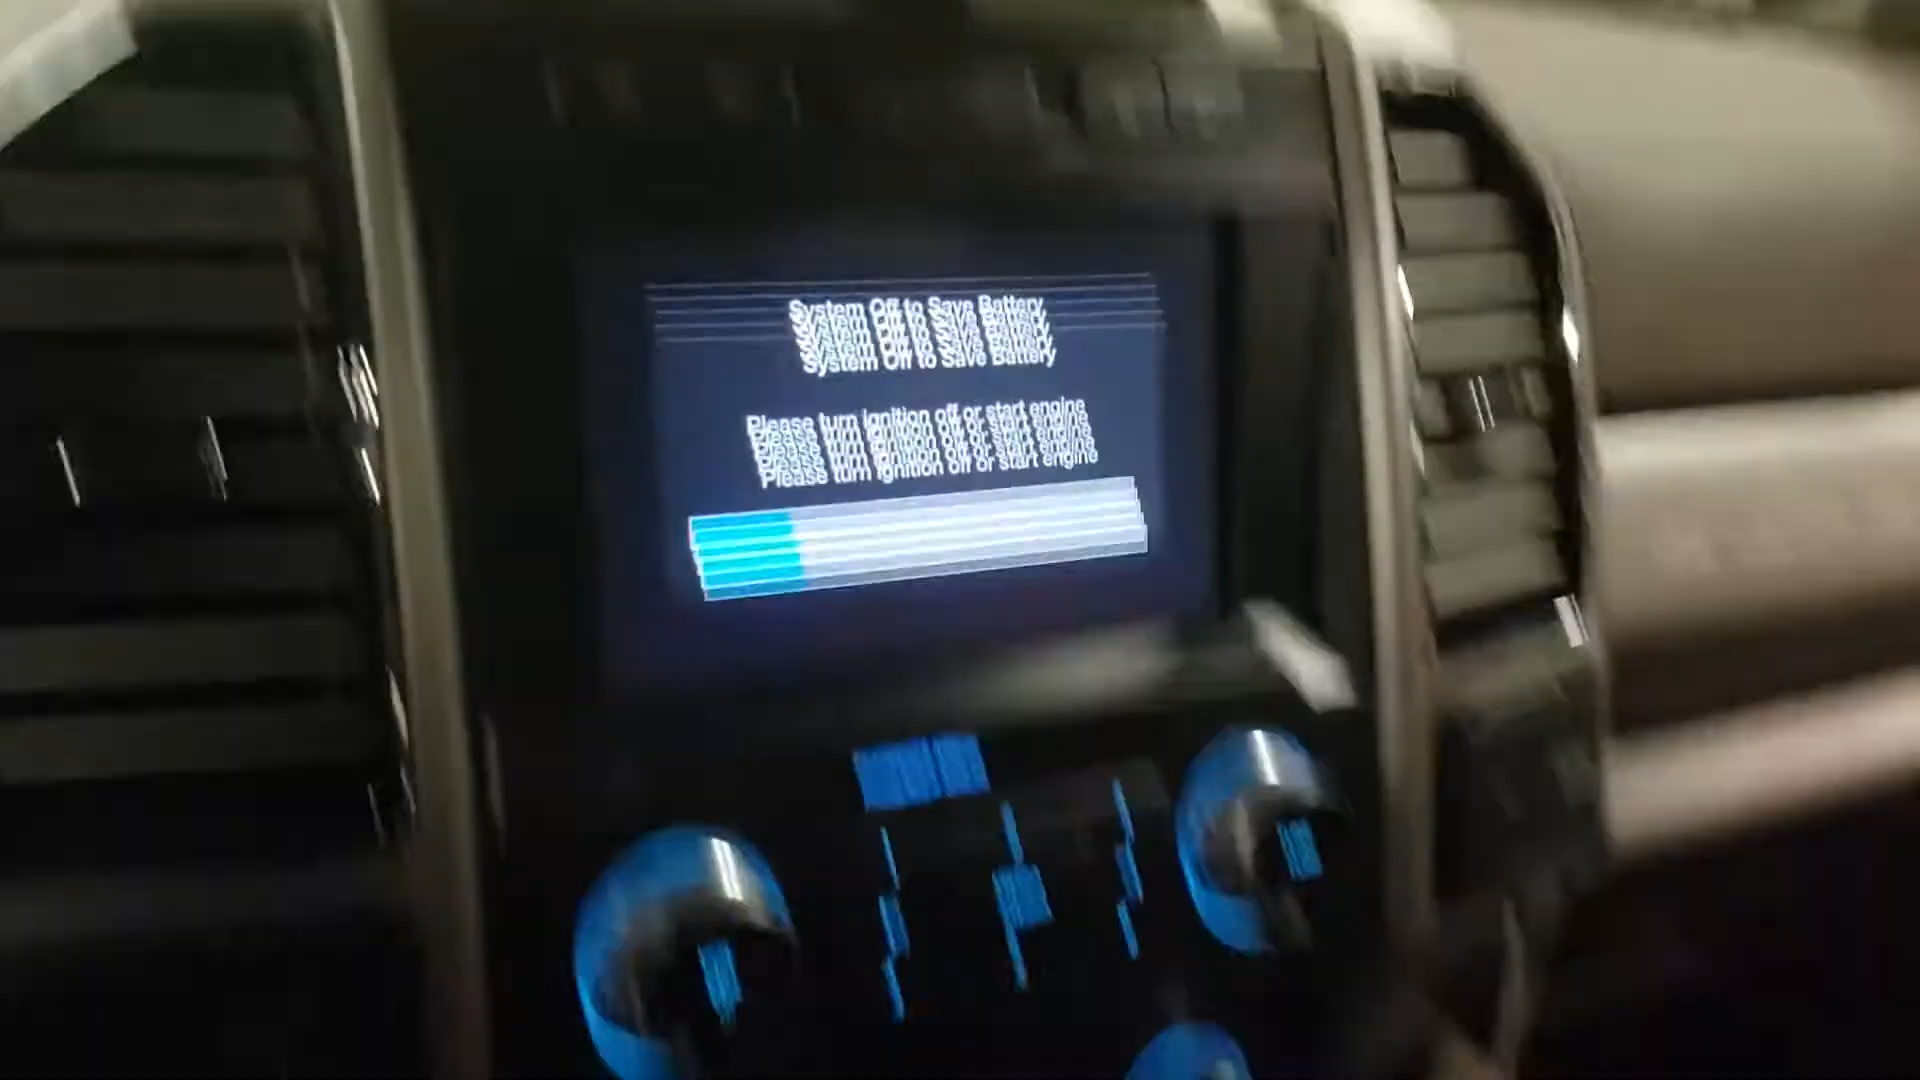 System Off to Save Battery
Please turn ignition off or start engine